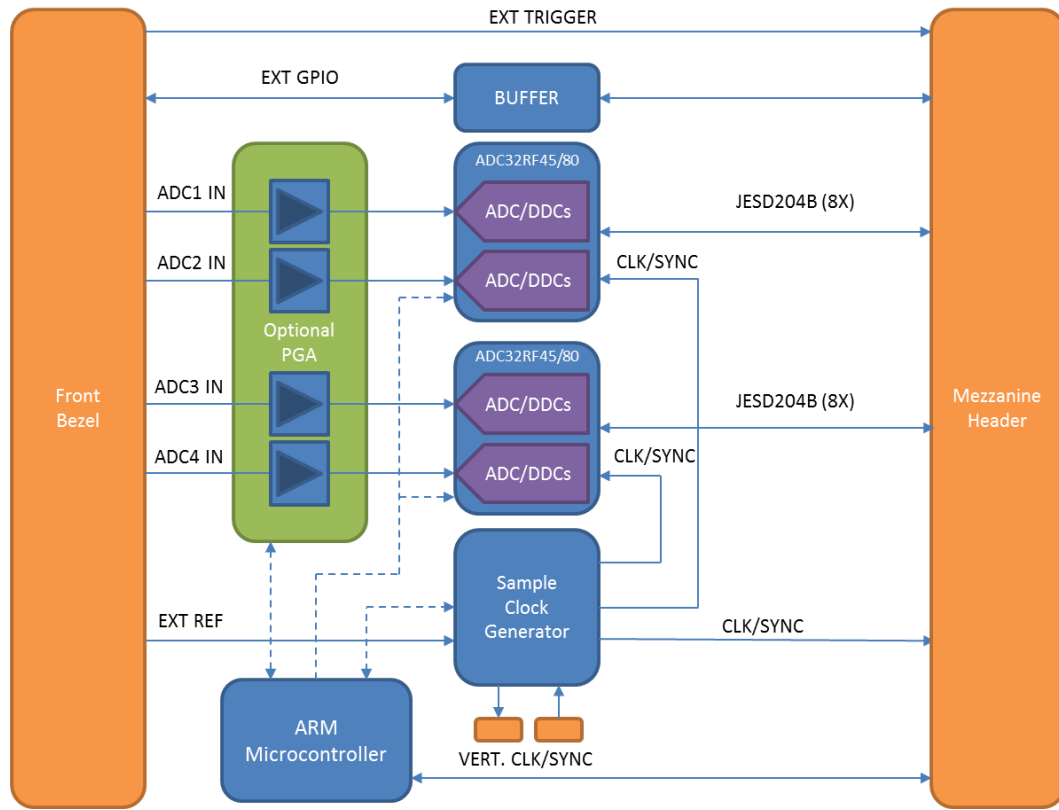 EXT TRIGGER
EXT GPIO
BUFFER
ADC32RF45/80
ADC1 IN
ADC/DDCs
JESD204B (8X)
ADC2 IN
ADC/DDCs
CLK/SYNC
Optional
PGA
ADC32RF45/80
ADC3 IN
ADC/DDCs
JESD204B (8X)
Front
Bezel
Mezzanine
Header
ADC4 IN
ADC/DDCs
CLK/SYNC
Sample
Clock
Generator
EXT REF
CLK/SYNC
ARM
Microcontroller
VERT. CLK/SYNC